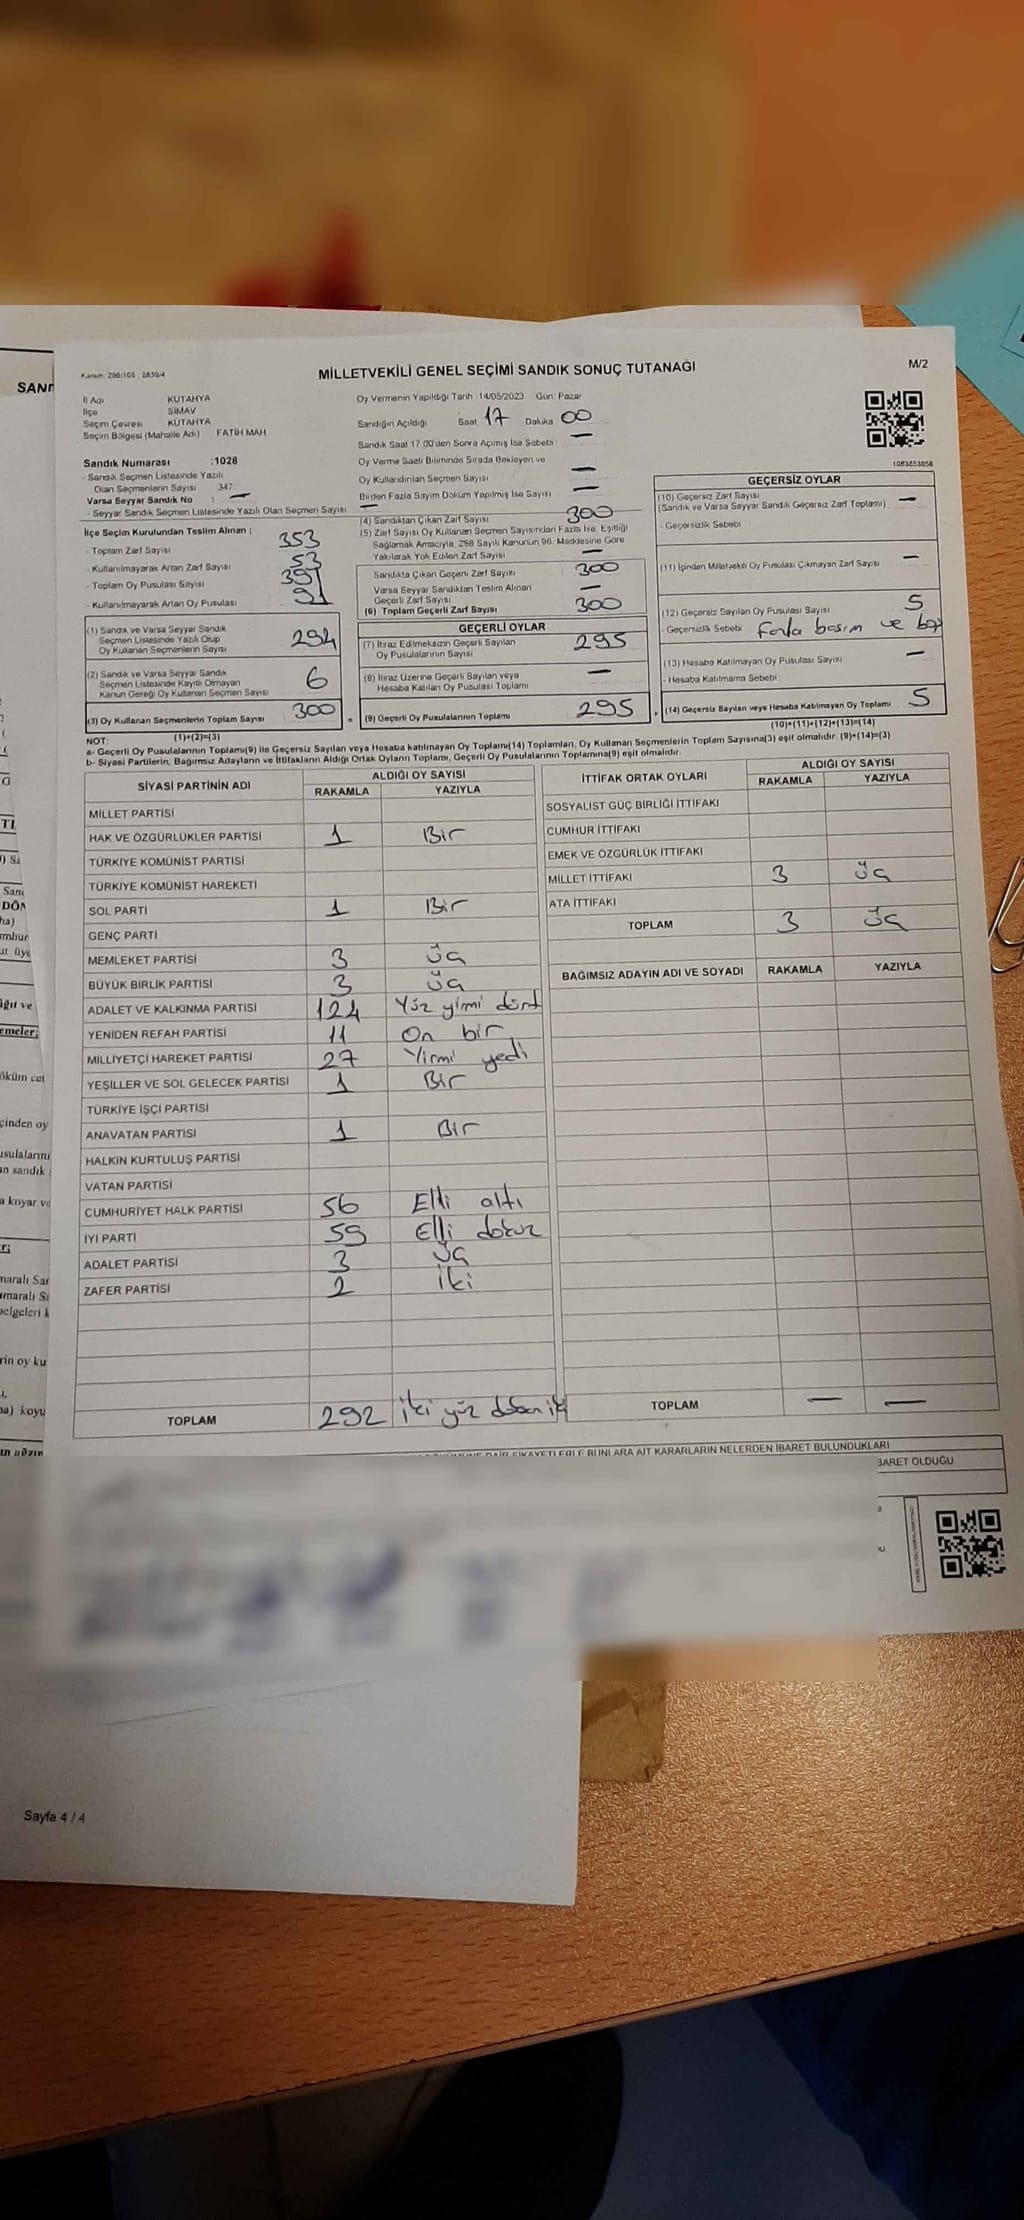 SANI
Kanun: 298/105 , 2839/4
MİLLETVEKİLİ GENEL SEÇİMİ SANDIK SONUÇ TUTANAĞI
M/2
İl Adı KÜTAHYA
İlçe SİMAV
Seçim Çevresi KÜTAHYA
Seçim Bölgesi (Mahalle Adı) FATİH MAH
Sandık Numarası :1028
- Sandık Seçmen Listesinde Yazılı
Olan Seçmenlerin Sayısı 347
Varsa Seyyar Sandık No : —
- Seyyar Sandık Seçmen Listesinde Yazılı Olan Seçmen Sayısı —
Oy Vermenin Yapıldığı Tarih :14/05/2023 Gün: Pazar
Sandığın Açıldığı Saat: 17 Dakika 00
Sandık Saat 17:00'den Sonra Açılmış İse Sebebi —
Oy Verme Saati Bitiminde Sırada Bekleyen ve
Oy Kullandırılan Seçmen Sayısı —
Birden Fazla Sayım Döküm Yapılmış İse Sayısı —
İlçe Seçim Kurulundan Teslim Alınan :
- Toplam Zarf Sayısı 353
- Kullanılmayarak Artan Zarf Sayısı 53
- Toplam Oy Pusulası Sayısı 391
- Kullanılmayarak Artan Oy Pusulası 91
(1) Sandık ve Varsa Seyyar Sandık
Seçmen Listesinde Yazılı Olup
Oy Kullanan Seçmenlerin Sayısı 294
(2) Sandık ve Varsa Seyyar Sandık
Seçmen Listesinde Kayıtlı Olmayan
Kanun Gereği Oy Kullanan Seçmen Sayısı 6
(3) Oy Kullanan Seçmenlerin Toplam Sayısı 300 =
(1)+(2)=(3)
(4) Sandıktan Çıkan Zarf Sayısı 300
(5) Zarf Sayısı Oy Kullanan Seçmen Sayısından Fazla İse, Eşitliği
Sağlamak Amacıyla, 298 Sayılı Kanunun 98. Maddesine Göre
Yakılarak Yok Edilen Zarf Sayısı —
Sandıkta Çıkan Geçerli Zarf Sayısı 300
Varsa Seyyar Sandıktan Teslim Alınan
Geçerli Zarf Sayısı —
(6) Toplam Geçerli Zarf Sayısı 300
GEÇERLİ OYLAR
(7) İtiraz Edilmeksizin Geçerli Sayılan
Oy Pusulalarının Sayısı 295
(8) İtiraz Üzerine Geçerli Sayılan veya
Hesaba Katılan Oy Pusulası Toplamı —
(9) Geçerli Oy Pusulalarının Toplamı 295 +
1083853856
GEÇERSİZ OYLAR
(10) Geçersiz Zarf Sayısı
(Sandık ve Varsa Seyyar Sandık Geçersiz Zarf Toplamı) —
- Geçersizlik Sebebi :
(11) İçinden Milletvekili Oy Pusulası Çıkmayan Zarf Sayısı —
(12) Geçersiz Sayılan Oy Pusulası Sayısı 5
- Geçersizlik Sebebi Fazla basım ve boş
(13) Hesaba Katılmayan Oy Pusulası Sayısı —
- Hesaba Katılmama Sebebi
(14) Geçersiz Sayılan veya Hesaba Katılmayan Oy Toplamı 5
(10)+(11)+(12)+(13)=(14)
NOT:
a- Geçerli Oy Pusulalarının Toplamı(9) ile Geçersiz Sayılan veya Hesaba katılmayan Oy Toplamı(14) Toplamları, Oy Kullanan Seçmenlerin Toplam Sayısına(3) eşit olmalıdır. (9)+(14)=(3)
b- Siyasi Partilerin, Bağımsız Adayların ve İttifakların Aldığı Ortak Oyların Toplamı, Geçerli Oy Pusulalarının Toplamına(9) eşit olmalıdır.
SİYASİ PARTİNİN ADI ALDIĞI OY SAYISI
RAKAMLA YAZIYLA
MİLLET PARTİSİ
HAK VE ÖZGÜRLÜKLER PARTİSİ 1 Bir
TÜRKİYE KOMÜNİST PARTİSİ
TÜRKİYE KOMÜNİST HAREKETİ
SOL PARTİ 1 Bir
GENÇ PARTİ
MEMLEKET PARTİSİ 3 üç
BÜYÜK BİRLİK PARTİSİ 3 üç
ADALET VE KALKINMA PARTİSİ 124 Yüz yirmi dört
YENİDEN REFAH PARTİSİ 11 On bir
MİLLİYETÇİ HAREKET PARTİSİ 27 Yirmi yedi
YEŞİLLER VE SOL GELECEK PARTİSİ 1 Bir
TÜRKİYE İŞÇİ PARTİSİ
ANAVATAN PARTİSİ 1 Bir
HALKIN KURTULUŞ PARTİSİ
VATAN PARTİSİ
CUMHURİYET HALK PARTİSİ 56 Elli altı
İYİ PARTİ 59 Elli dokuz
ADALET PARTİSİ 3 üç
ZAFER PARTİSİ 2 iki
TOPLAM 292 iki yüz doksan iki
İTTİFAK ORTAK OYLARI ALDIĞI OY SAYISI
RAKAMLA YAZIYLA
SOSYALİST GÜÇ BİRLİĞİ İTTİFAKI
CUMHUR İTTİFAKI
EMEK VE ÖZGÜRLÜK İTTİFAKI
MİLLET İTTİFAKI 3 üç
ATA İTTİFAKI
TOPLAM 3 üç
BAĞIMSIZ ADAYIN ADI VE SOYADI RAKAMLA YAZIYLA
TOPLAM — —
DAİR ŞİKAYETLERLE BUNLARA AİT KARARLARIN NELERDEN İBARET BULUNDUKLARI
BARET OLDUĞU
Sayfa 4 / 4